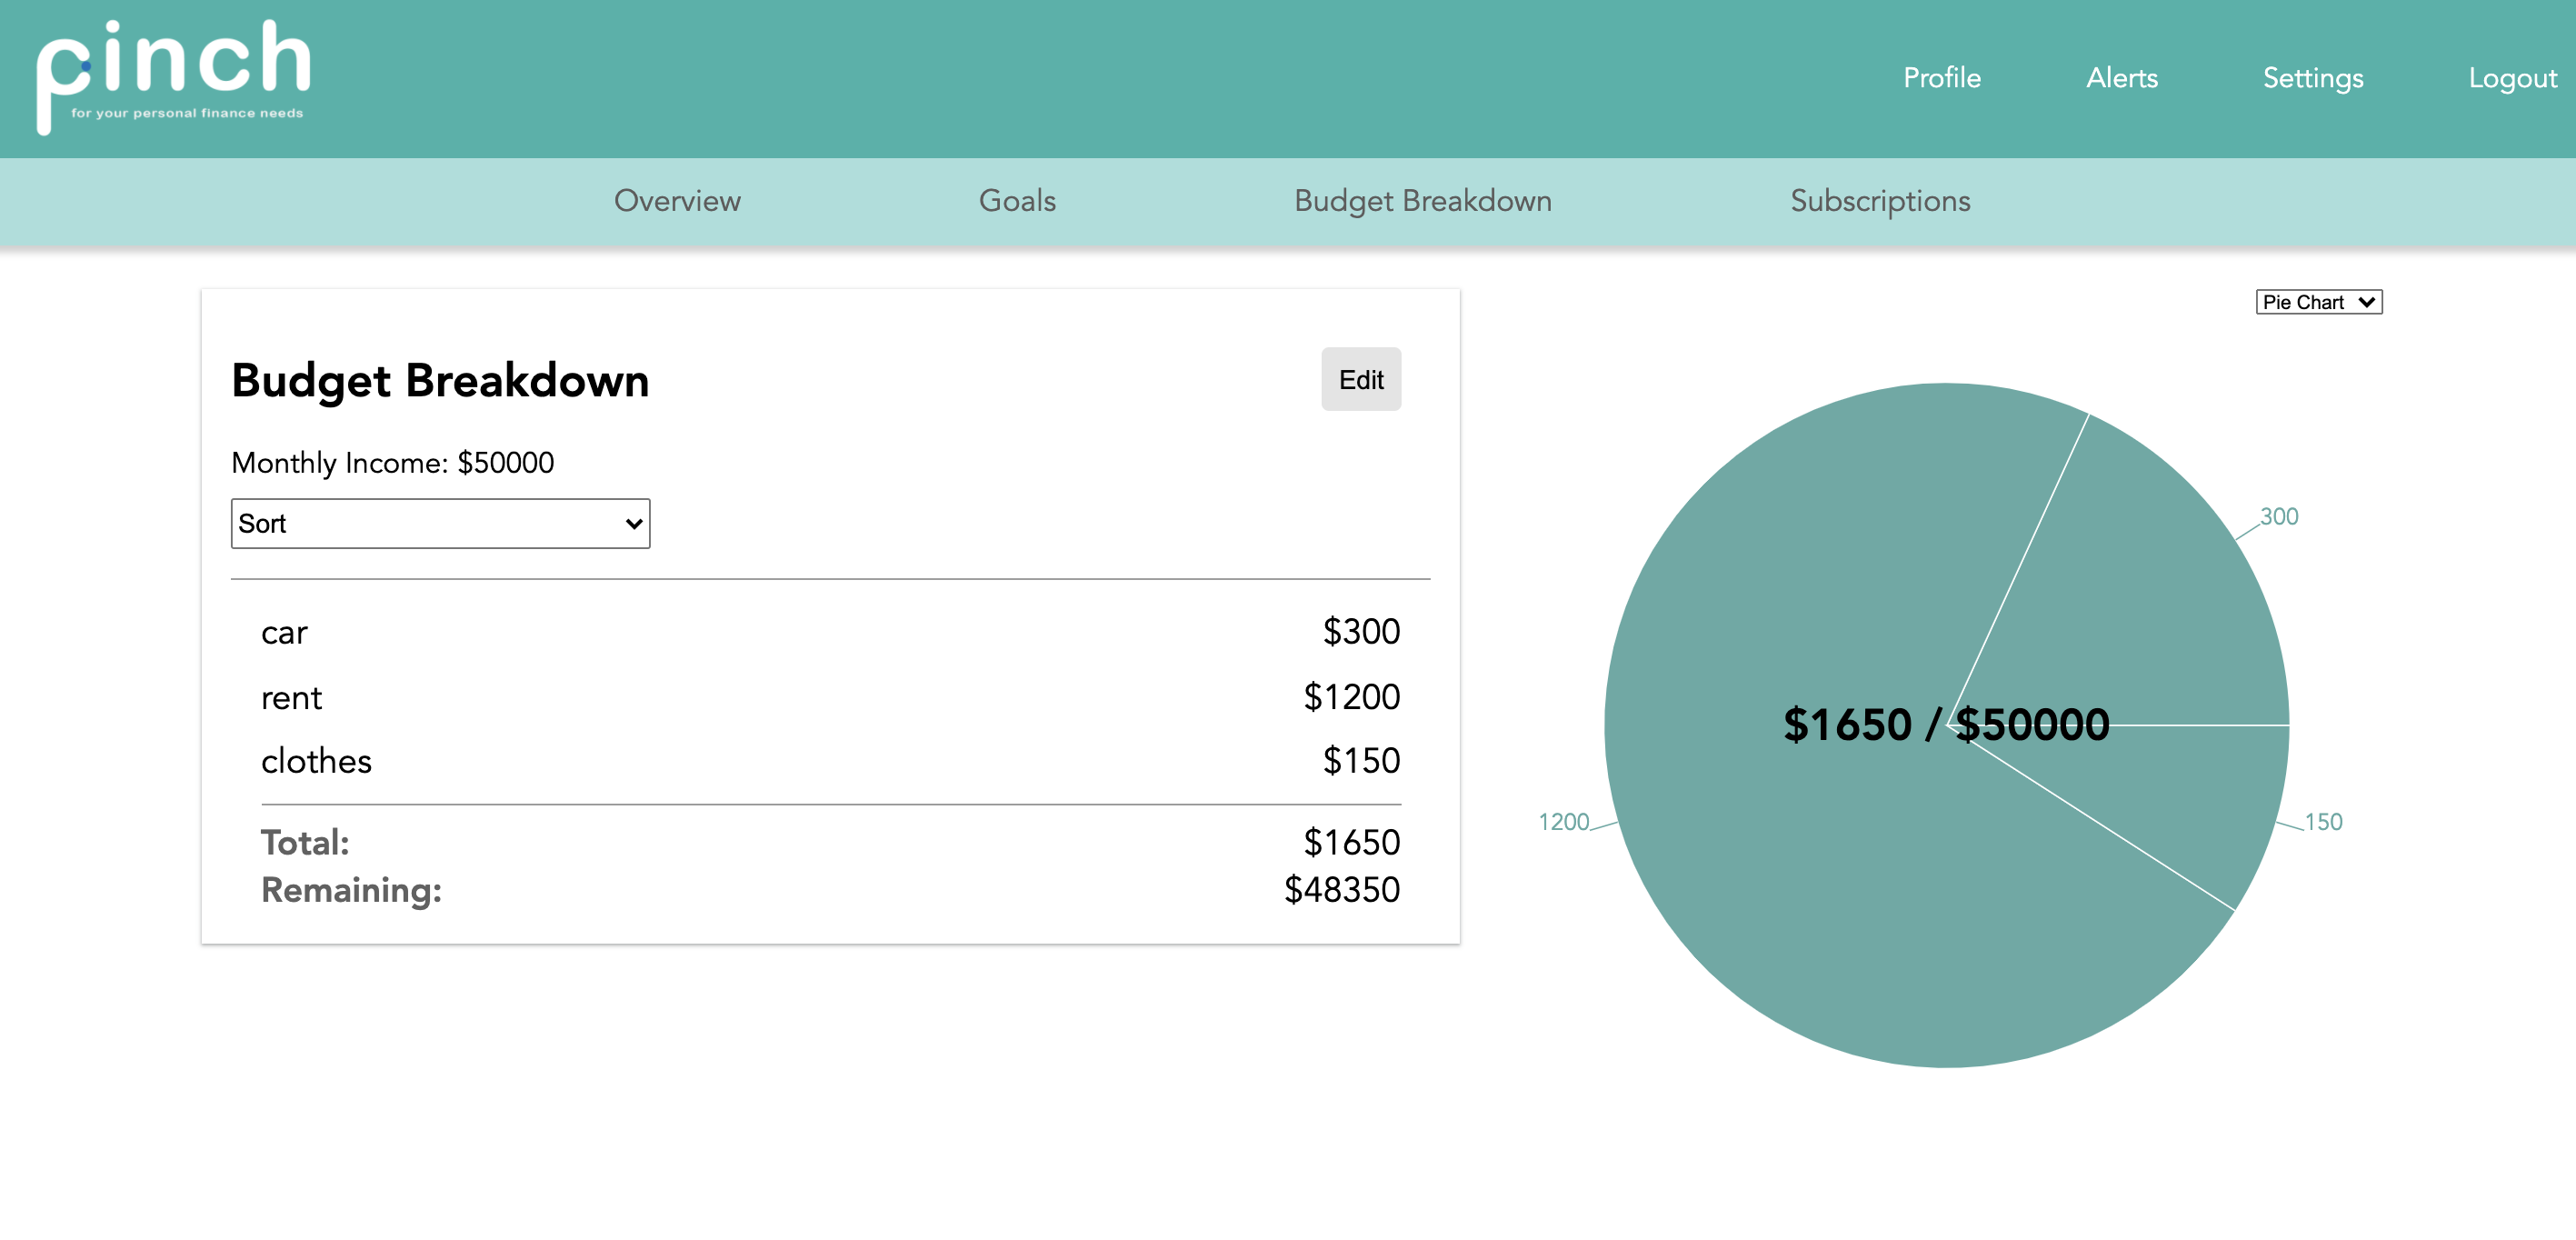 pinch
for your personal finance needs
Profile Alerts Settings Logout
Overview Goals Budget Breakdown Subscriptions
Pie Chart
Budget Breakdown Edit
Monthly Income: $50000
Sort
car $300
rent $1200
clothes $150
Total: $1650
Remaining: $48350
300
$1650 / $50000
1200
150